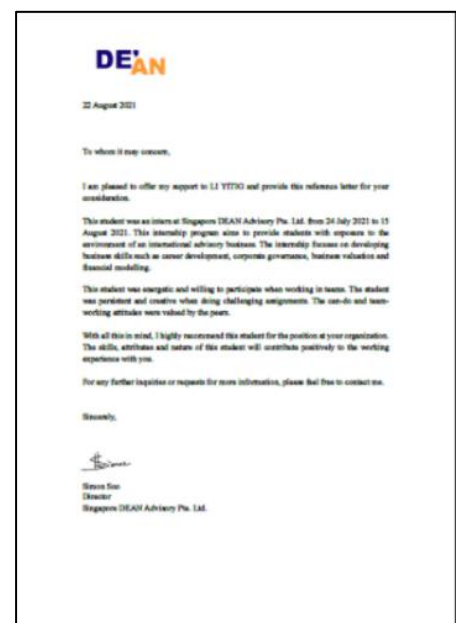 DE'AN
22 August 2021
To whom it may concern,
I am pleased to offer my support to LI and provide this reference letter for your
consideration.
This student was an intern at Singapore DEAN Advisory Pte. Ltd. from 24 July 2021 to 15
August 2021. This internship program aims to provide students with exposure to the
environment of an international advisory business. The internship focuses on developing
business skills such as career development, corporate governance, business valuation and
financial modelling.
This student was energetic and willing to participate when working in teams. The student
was persistent and creative when doing challenging assignments. The can-do and team-
working attitudes were valued by the peers.
With all this in mind, I highly recommend this student for the position at your organization.
The skills, attributes and nature of this student will contribute positively to the working
experience with you.
For any further inquiries or requests for more information, please feel free to contact me.
Sincerely,
Simon Soo
Director
Singapore DEAN Advisory Pte. Ltd.